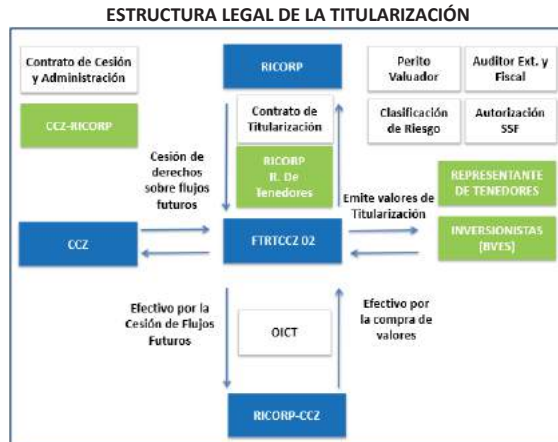 ESTRUCTURA LEGAL DE LA TITULARIZACIÓN
Contrato de Cesión
y Administración
RICORP
Perito
Valuador
Auditor Ext. y
Fiscal
CCZ-RICORP
Contrato de
Titularización
Clasificación
de Riesgo
Autorización
SSF
Cesión de
derechos
sobre flujos
futuros
RICORP
R. De
Tenedores
REPRESENTANTE
DE TENEDORES
Emite valores de
Titularización
CCZ
FTRTCCZ 02
INVERSIONISTAS
(BVES)
Efectivo por la
Cesión de Flujos
Futuros
OICT
Efectivo por
la compra de
valores
RICORP-CCZ